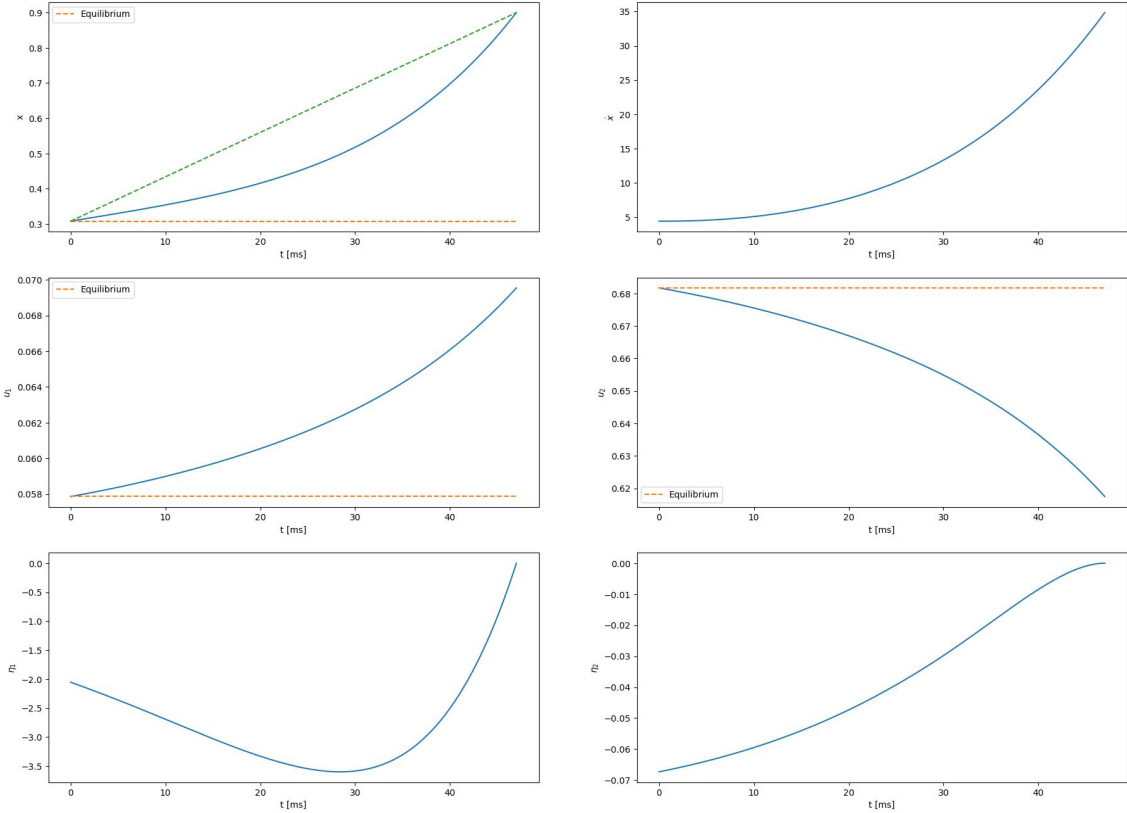 0.9
0.8
0.7
0.6
0.5
0.4
0.3
x
Equilibrium
0 10 20 30 40
t [ms]
35
30
25
20
15
10
5
ẋ
0 10 20 30 40
t [ms]
0.070
0.068
0.066
0.064
0.062
0.060
0.058
u₁
Equilibrium
0 10 20 30 40
t [ms]
0.68
0.67
0.66
0.65
0.64
0.63
0.62
u₂
Equilibrium
0 10 20 30 40
t [ms]
0.0
−0.5
−1.0
−1.5
−2.0
−2.5
−3.0
−3.5
η₁
0 10 20 30 40
t [ms]
0.00
−0.01
−0.02
−0.03
−0.04
−0.05
−0.06
−0.07
η₂
0 10 20 30 40
t [ms]